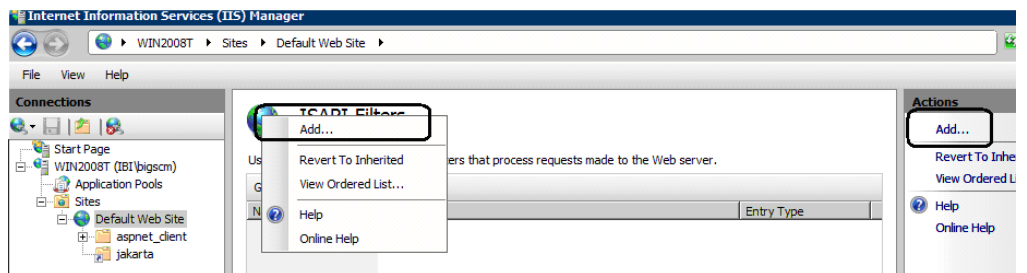 Internet Information Services (IIS) Manager
WIN2008T Sites Default Web Site
File View Help
Connections
Start Page
WIN2008T (IBI\bigscm)
Application Pools
Sites
Default Web Site
aspnet_client
jakarta
ISAPI Filters
Add...
Revert To Inherited
View Ordered List...
Help
Online Help
Us
ers that process requests made to the Web server.
G
N
Entry Type
Actions
Add...
Revert To Inhe
View Ordered Li
Help
Online Help